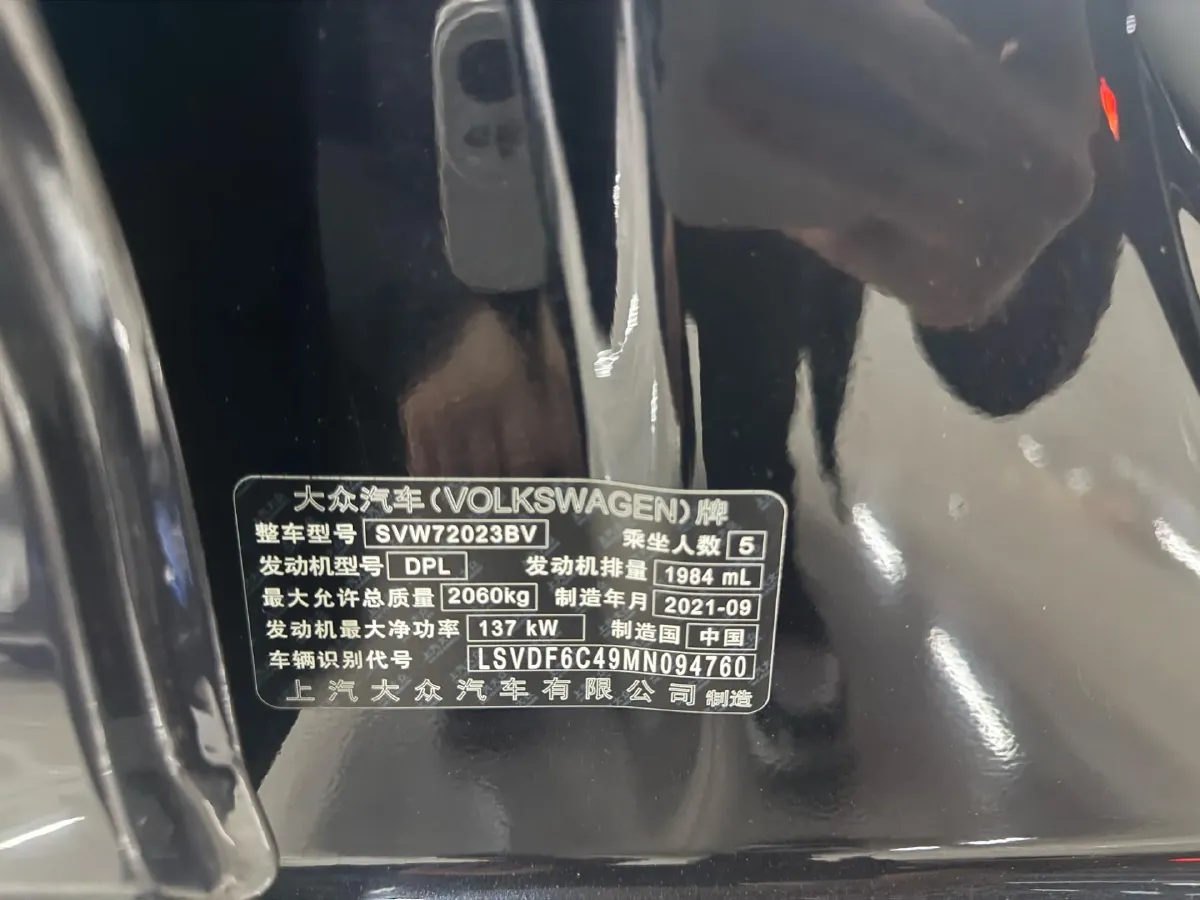 大众汽车(VOLKSWAGEN)牌
整车型号 SVW72023BV 乘坐人数 5
发动机型号 DPL 发动机排量 1984 mL
最大允许总质量 2060kg 制造年月 2021-09
发动机最大净功率 137 kW 制造国 中国
车辆识别代号 LSVDF6C49MN094760
上汽大众汽车有限公司 制造